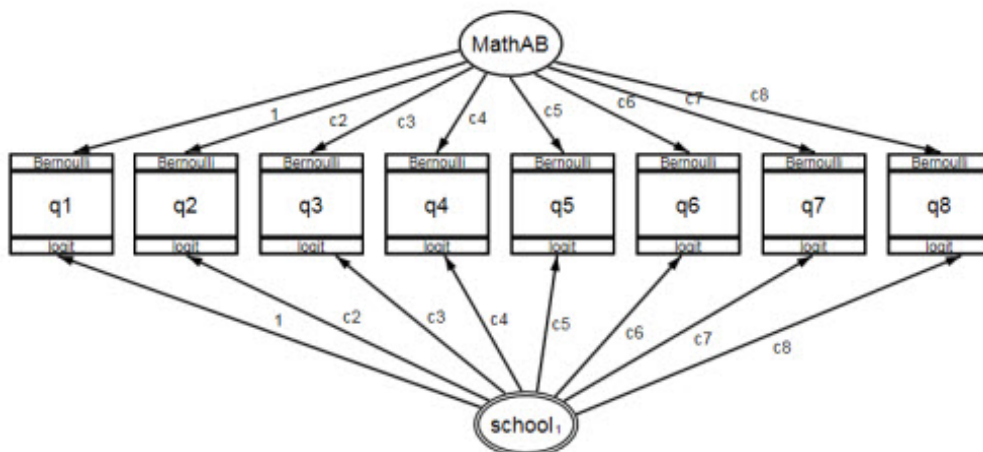 MathAB
1 c2 c3 c4 c5 c6 c7 c8
Bernoulli Bernoulli Bernoulli Bernoulli Bernoulli Bernoulli Bernoulli Bernoulli
q1 q2 q3 q4 q5 q6 q7 q8
logit logit logit logit logit logit logit logit
1 c2 c3 c4 c5 c6 c7 c8
school₁